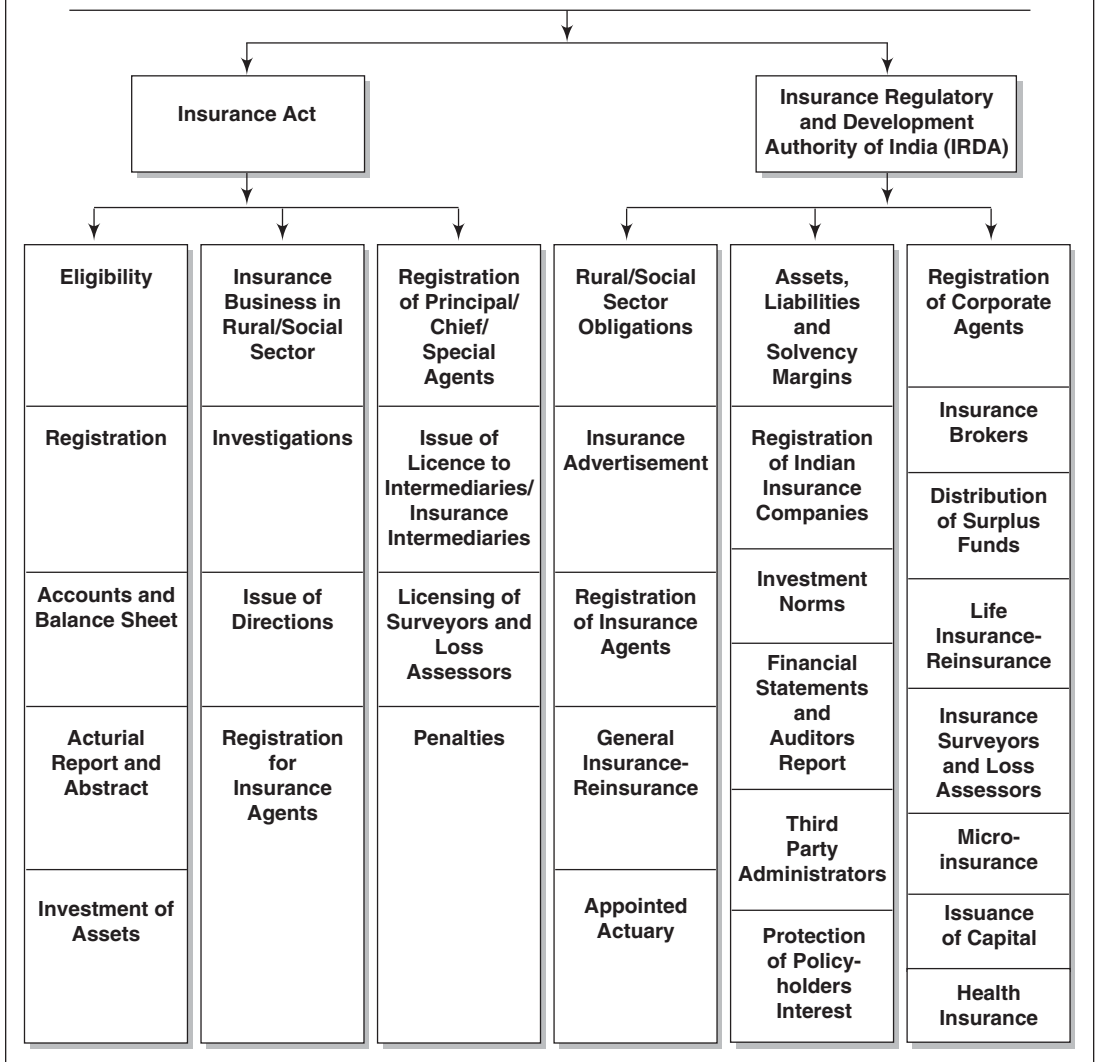 Insurance Act
Insurance Regulatory
and Development
Authority of India (IRDA)
Eligibility
Registration
Accounts and
Balance Sheet
Acturial
Report and
Abstract
Investment of
Assets
Insurance
Business in
Rural/Social
Sector
Investigations
Issue of
Directions
Registration
for
Insurance
Agents
Registration
of Principal/
Chief/
Special
Agents
Issue of
Licence to
Intermediaries/
Insurance
Intermediaries
Licensing of
Surveyors and
Loss
Assessors
Penalties
Rural/Social
Sector
Obligations
Insurance
Advertisement
Registration
of Insurance
Agents
General
Insurance-
Reinsurance
Appointed
Actuary
Assets,
Liabilities
and
Solvency
Margins
Registration
of Indian
Insurance
Companies
Investment
Norms
Financial
Statements
and
Auditors
Report
Third
Party
Administrators
Protection
of Policy-
holders
Interest
Registration
of Corporate
Agents
Insurance
Brokers
Distribution
of Surplus
Funds
Life
Insurance-
Reinsurance
Insurance
Surveyors
and Loss
Assessors
Micro-
insurance
Issuance
of Capital
Health
Insurance